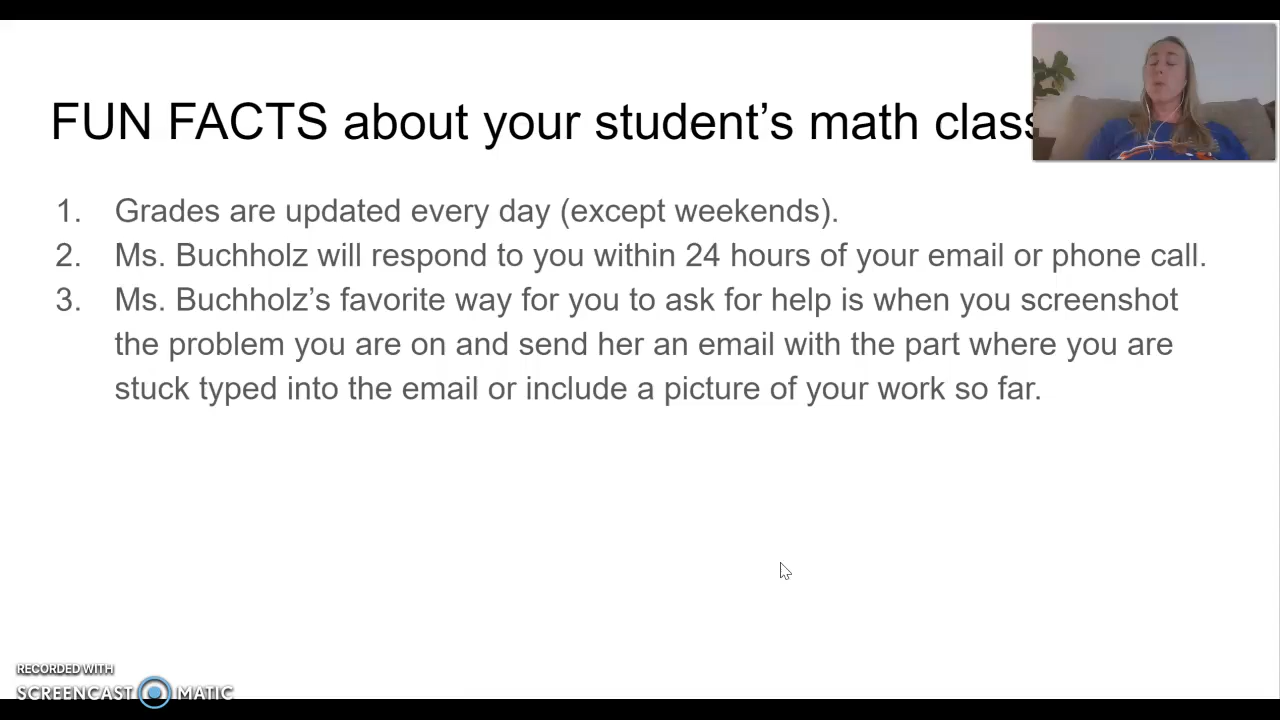 FUN FACTS about your student’s math class
1. Grades are updated every day (except weekends).
2. Ms. Buchholz will respond to you within 24 hours of your email or phone call.
3. Ms. Buchholz’s favorite way for you to ask for help is when you screenshot
the problem you are on and send her an email with the part where you are
stuck typed into the email or include a picture of your work so far.
RECORDED WITH
SCREENCAST MATIC